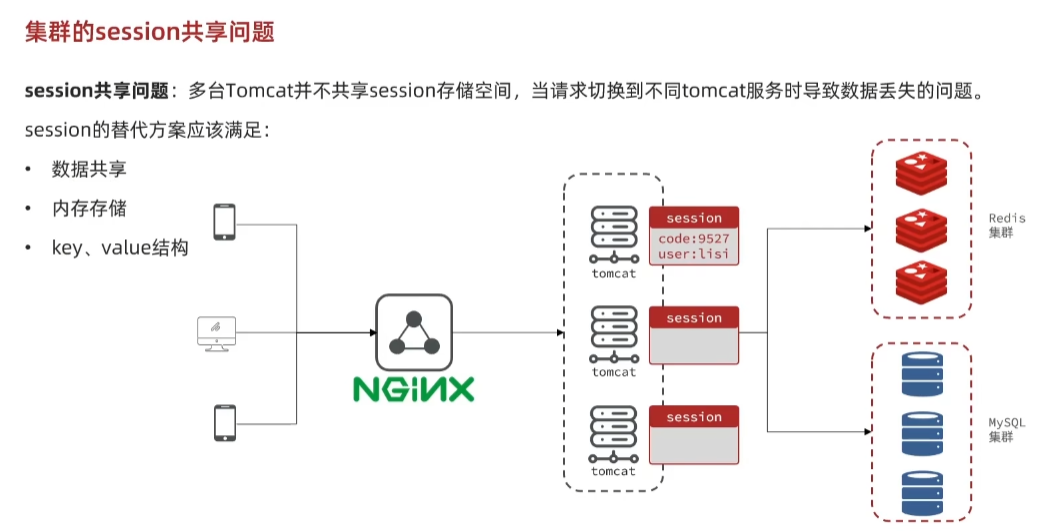 集群的session共享问题
session共享问题：多台Tomcat并不共享session存储空间，当请求切换到不同tomcat服务时导致数据丢失的问题。
session的替代方案应该满足：
• 数据共享
• 内存存储
• key、value结构
NGINX
session
code:9527
user:lisi
tomcat
session
tomcat
session
tomcat
Redis
集群
MySQL
集群